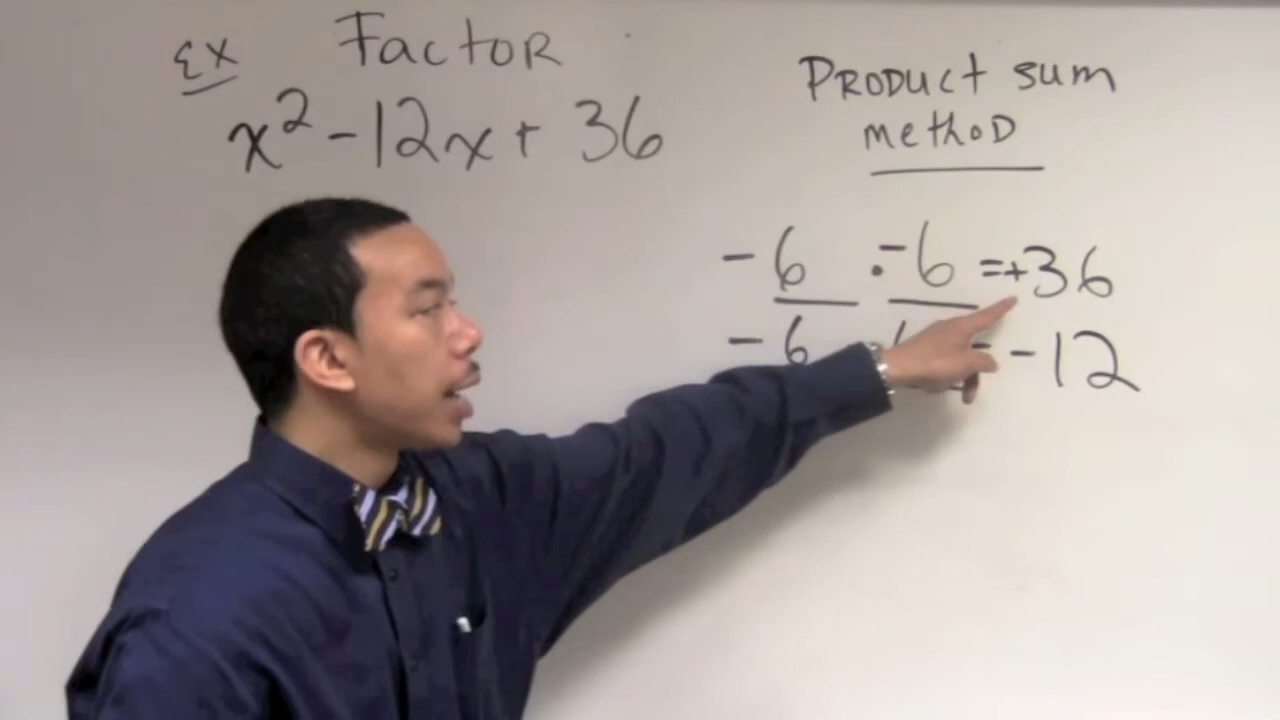 Ex Factor
x² - 12x + 36
Product sum
method
-6 · -6 = +36
-6 = -12